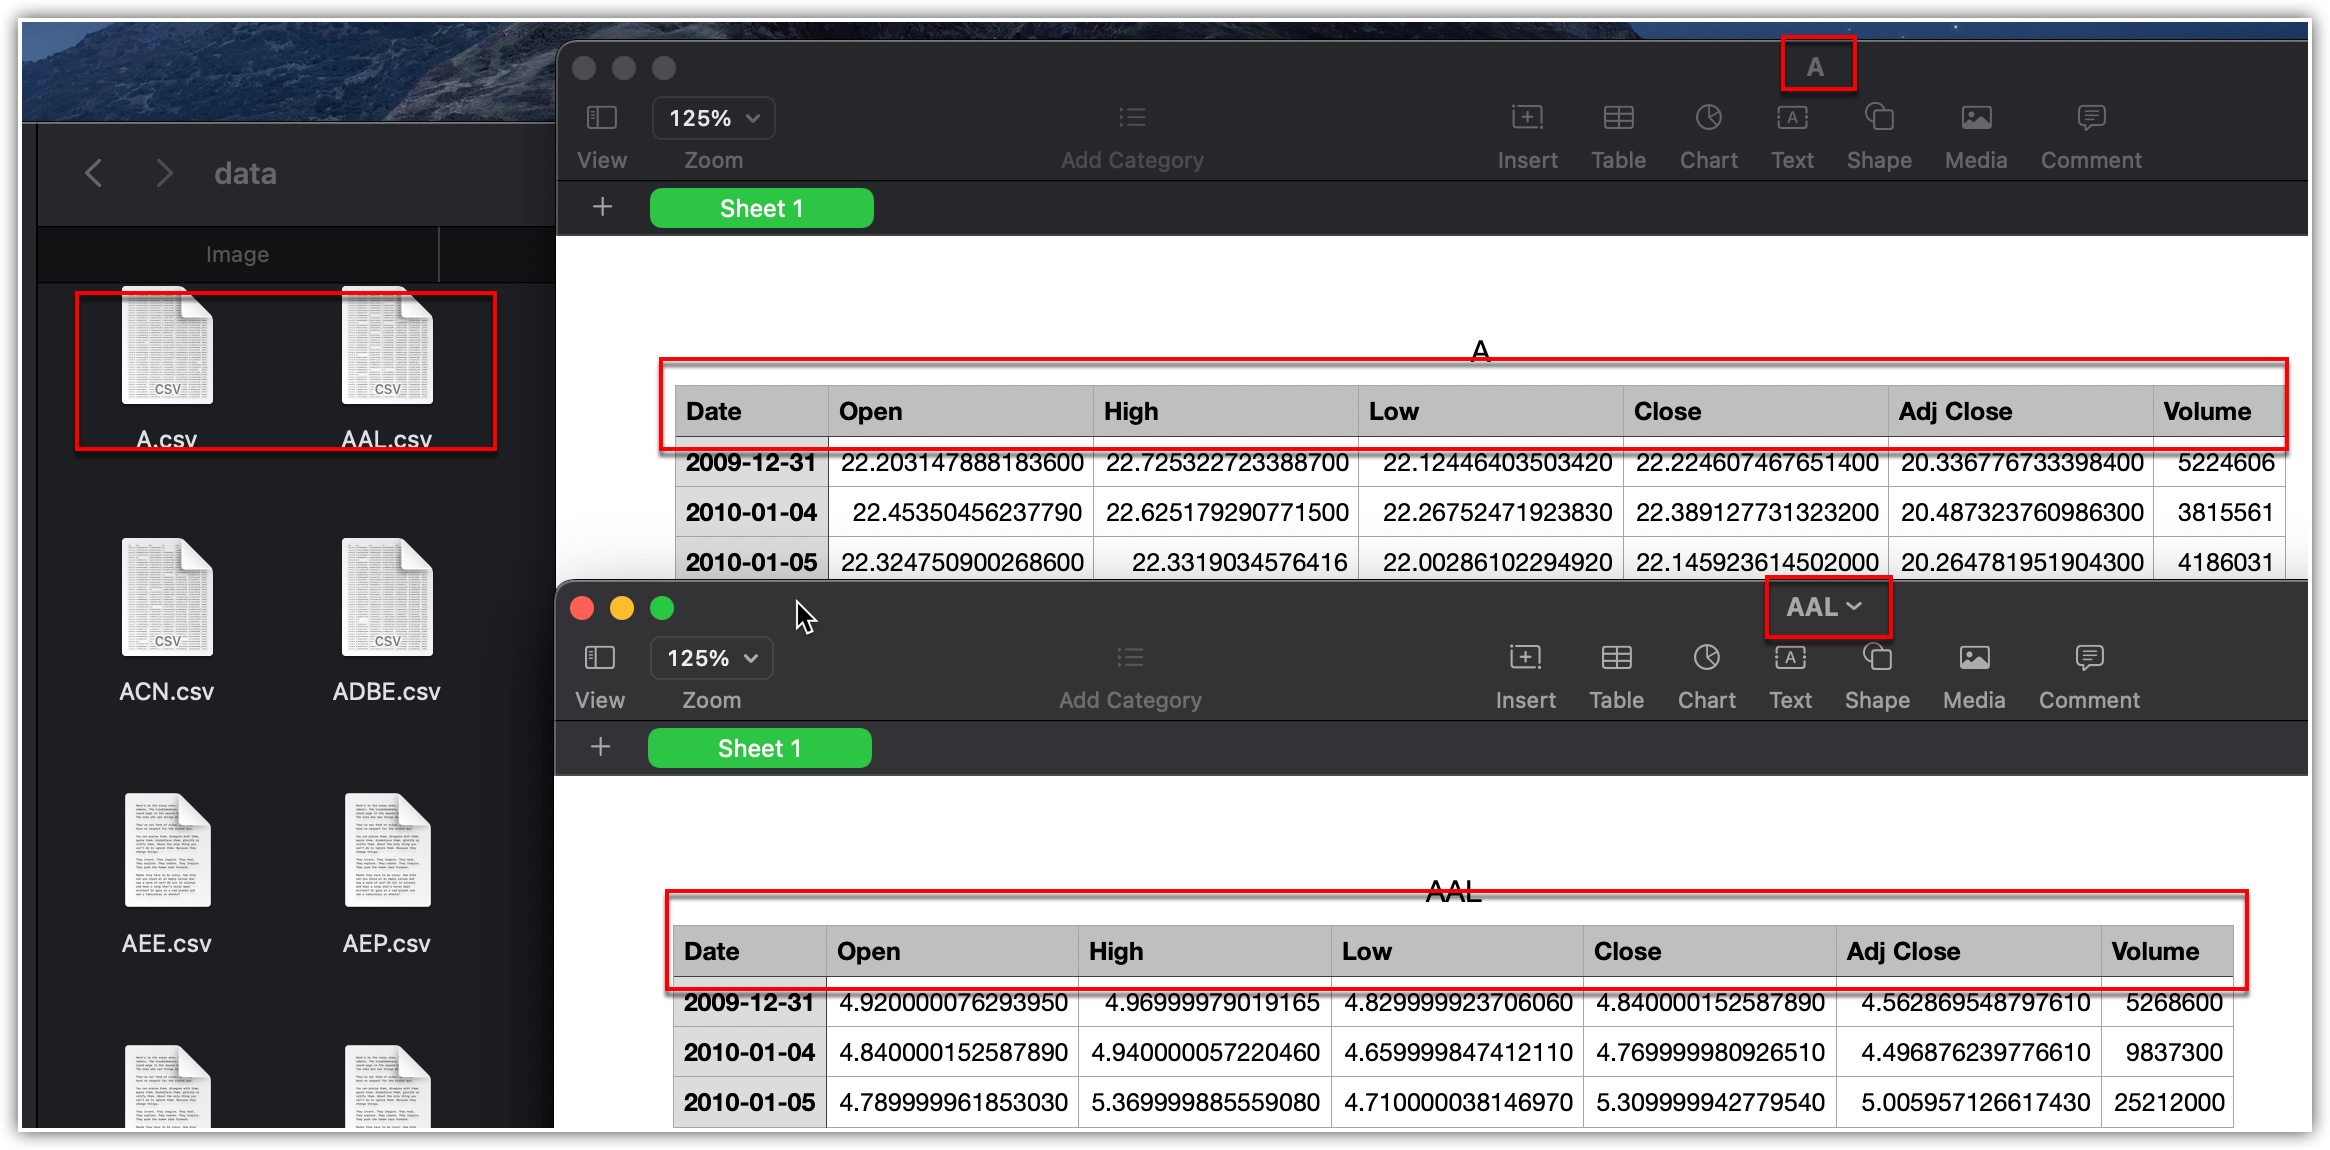 data
Image
A.csv AAL.csv
ACN.csv ADBE.csv
AEE.csv AEP.csv
CSV CSV
CSV CSV
A
125%
View Zoom Add Category Insert Table Chart Text Shape Media Comment
+ Sheet 1
A
Date Open High Low Close Adj Close Volume
2009-12-31 22.203147888183600 22.725322723388700 22.12446403503420 22.224607467651400 20.336776733398400 5224606
2010-01-04 22.45350456237790 22.625179290771500 22.26752471923830 22.389127731323200 20.487323760986300 3815561
2010-01-05 22.324750900268600 22.3319034576416 22.00286102294920 22.145923614502000 20.264781951904300 4186031
AAL
125%
View Zoom Add Category Insert Table Chart Text Shape Media Comment
+ Sheet 1
AAL
Date Open High Low Close Adj Close Volume
2009-12-31 4.920000076293950 4.96999979019165 4.829999923706060 4.840000152587890 4.562869548797610 5268600
2010-01-04 4.840000152587890 4.940000057220460 4.659999847412110 4.769999980926510 4.496876239776610 9837300
2010-01-05 4.789999961853030 5.369999885559080 4.710000038146970 5.309999942779540 5.005957126617430 25212000